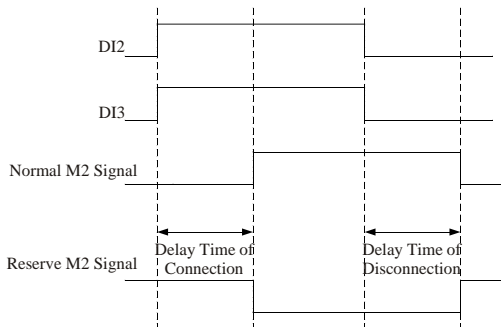 DI2
DI3
Normal M2 Signal
Delay Time of
Connection
Delay Time of
Disconnection
Reserve M2 Signal